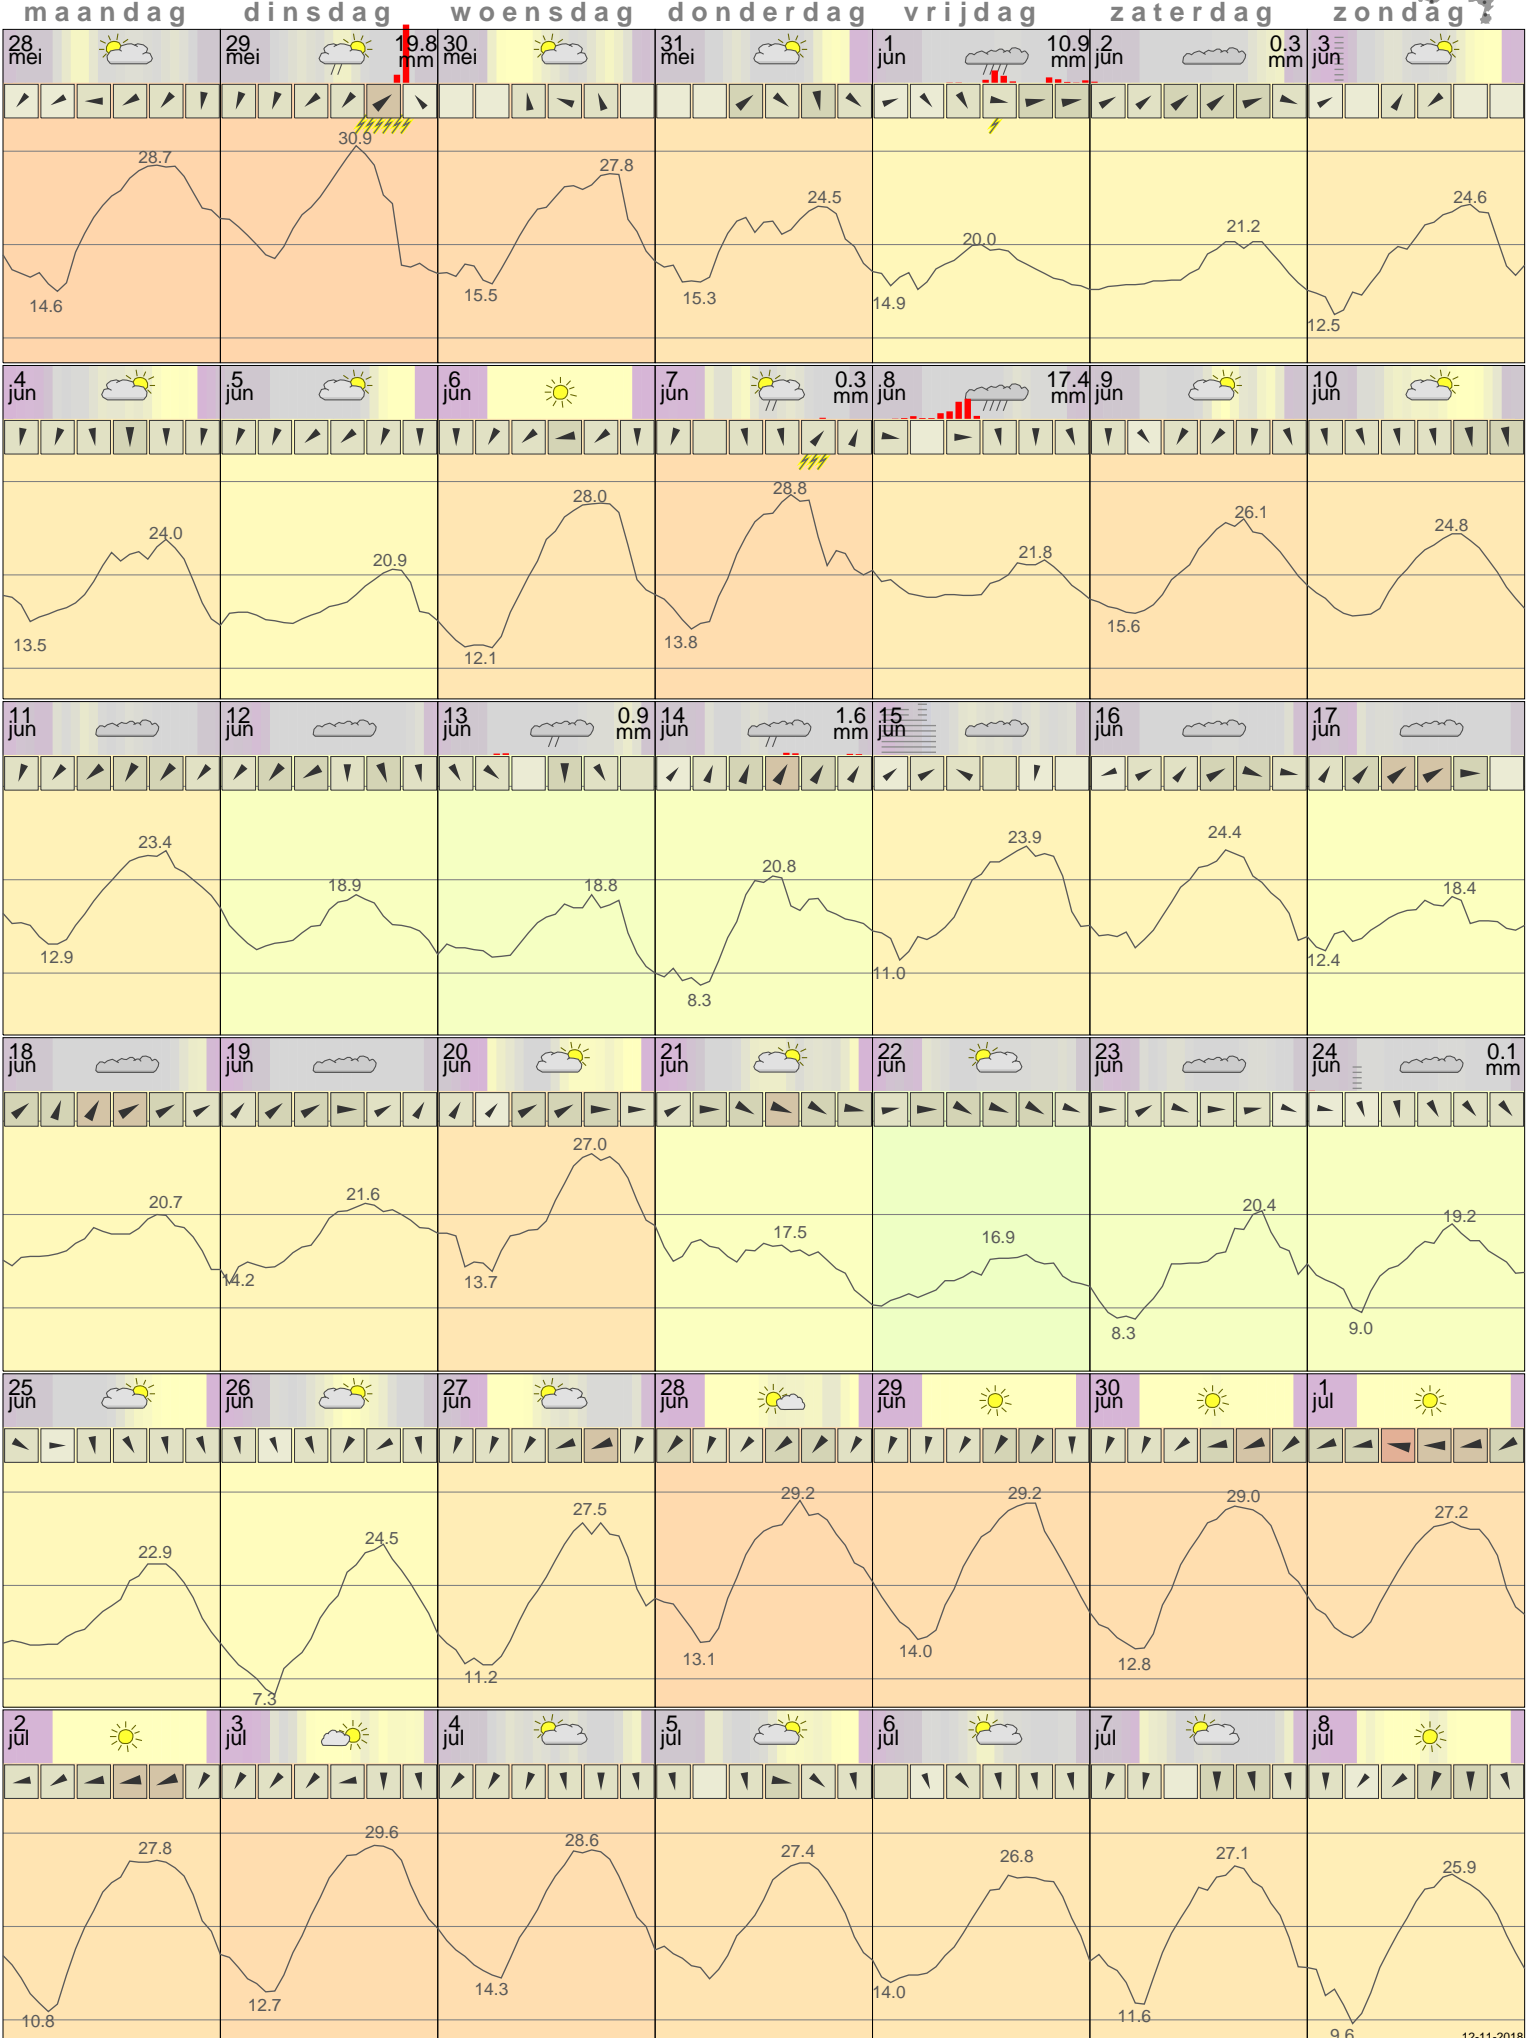 maandag dinsdag woensdag donderdag vrijdag zaterdag zondag
28 29 19.8 30 31 1 10.9 2 0.3 3
mei mei mm mei mei jun mm jun mm jun
28.7 30.9 27.8 24.5 20.0 21.2 24.6
14.6 15.5 15.3 14.9 12.5
4 5 6 7 0.3 8 17.4 9 10
jun jun jun jun mm jun mm jun jun
24.0 20.9 28.0 28.8 21.8 26.1 24.8
13.5 12.1 13.8 15.6
11 12 13 0.9 14 1.6 15 16 17
jun jun jun mm jun mm jun jun jun
23.4 18.9 18.8 20.8 23.9 24.4 18.4
12.9 8.3 11.0 12.4
18 19 20 21 22 23 24 0.1
jun jun jun jun jun jun jun mm
20.7 21.6 27.0 17.5 16.9 20.4 19.2
14.2 13.7 8.3 9.0
25 26 27 28 29 30 1
jun jun jun jun jun jun jul
22.9 24.5 27.5 29.2 29.2 29.0 27.2
7.3 11.2 13.1 14.0 12.8
2 3 4 5 6 7 8
jul jul jul jul jul jul jul
27.8 29.6 28.6 27.4 26.8 27.1 25.9
10.8 12.7 14.3 14.0 11.6 9.6
12-11-2018